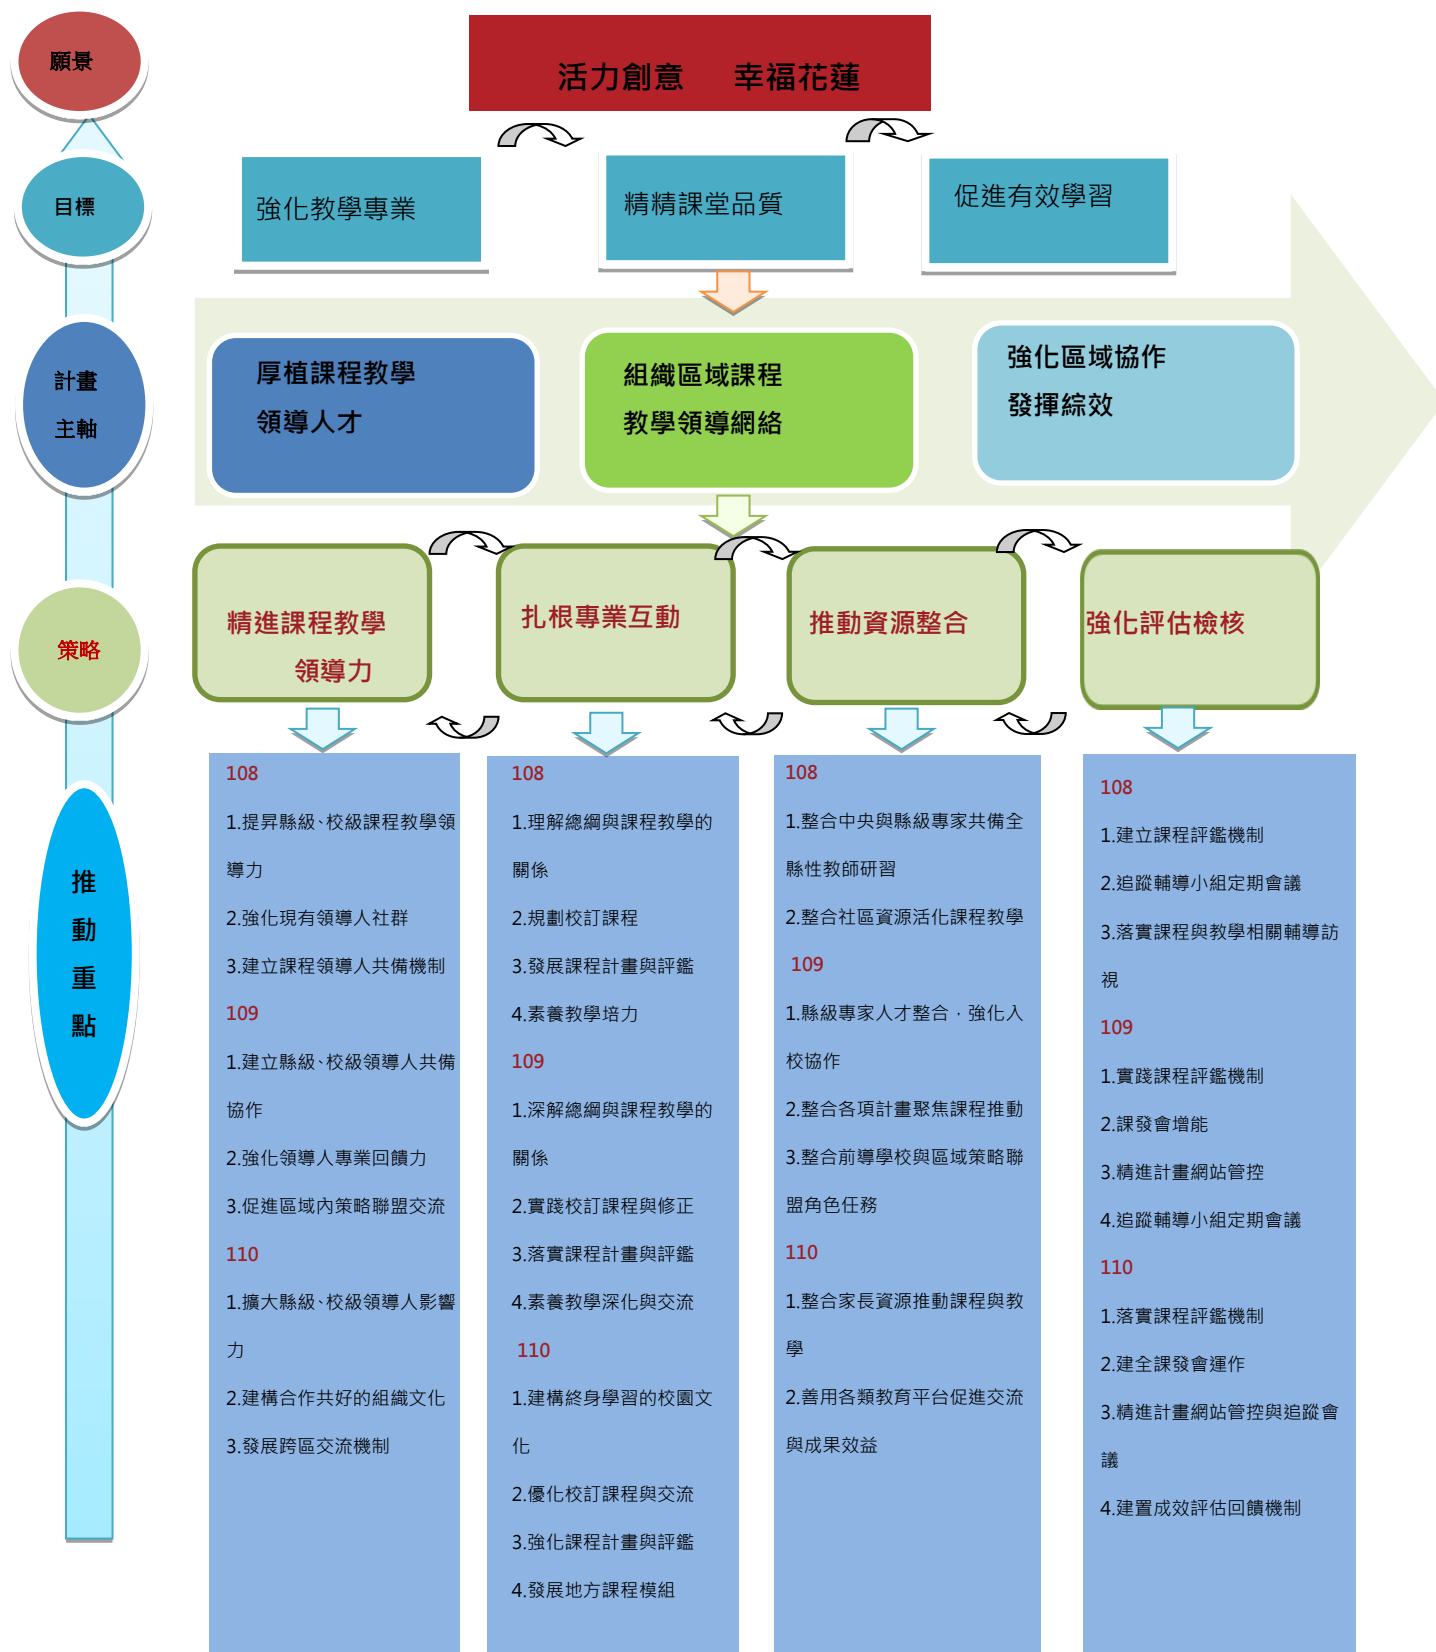 願景
活力創意 幸福花蓮
目標
強化教學專業
精精課堂品質
促進有效學習
計畫
主軸
厚植課程教學
領導人才
組織區域課程
教學領導網絡
強化區域協作
發揮綜效
策略
精進課程教學
領導力
扎根專業互動
推動資源整合
強化評估檢核
推
動
重
點
108
1.提昇縣級、校級課程教學領
導力
2.強化現有領導人社群
3.建立課程領導人共備機制
109
1.建立縣級、校級領導人共備
協作
2.強化領導人專業回饋力
3.促進區域內策略聯盟交流
110
1.擴大縣級、校級領導人影響
力
2.建構合作共好的組織文化
3.發展跨區交流機制
108
1.理解總綱與課程教學的
關係
2.規劃校訂課程
3.發展課程計畫與評鑑
4.素養教學培力
109
1.深解總綱與課程教學的
關係
2.實踐校訂課程與修正
3.落實課程計畫與評鑑
4.素養教學深化與交流
110
1.建構終身學習的校園文
化
2.優化校訂課程與交流
3.強化課程計畫與評鑑
4.發展地方課程模組
108
1.整合中央與縣級專家共備全
縣性教師研習
2.整合社區資源活化課程教學
109
1.縣級專家人才整合，強化入
校協作
2.整合各項計畫聚焦課程推動
3.整合前導學校與區域策略聯
盟角色任務
110
1.整合家長資源推動課程與教
學
2.善用各類教育平台促進交流
與成果效益
108
1.建立課程評鑑機制
2.追蹤輔導小組定期會議
3.落實課程與教學相關輔導訪
視
109
1.實踐課程評鑑機制
2.課發會增能
3.精進計畫網站管控
4.追蹤輔導小組定期會議
110
1.落實課程評鑑機制
2.建全課發會運作
3.精進計畫網站管控與追蹤會
議
4.建置成效評估回饋機制